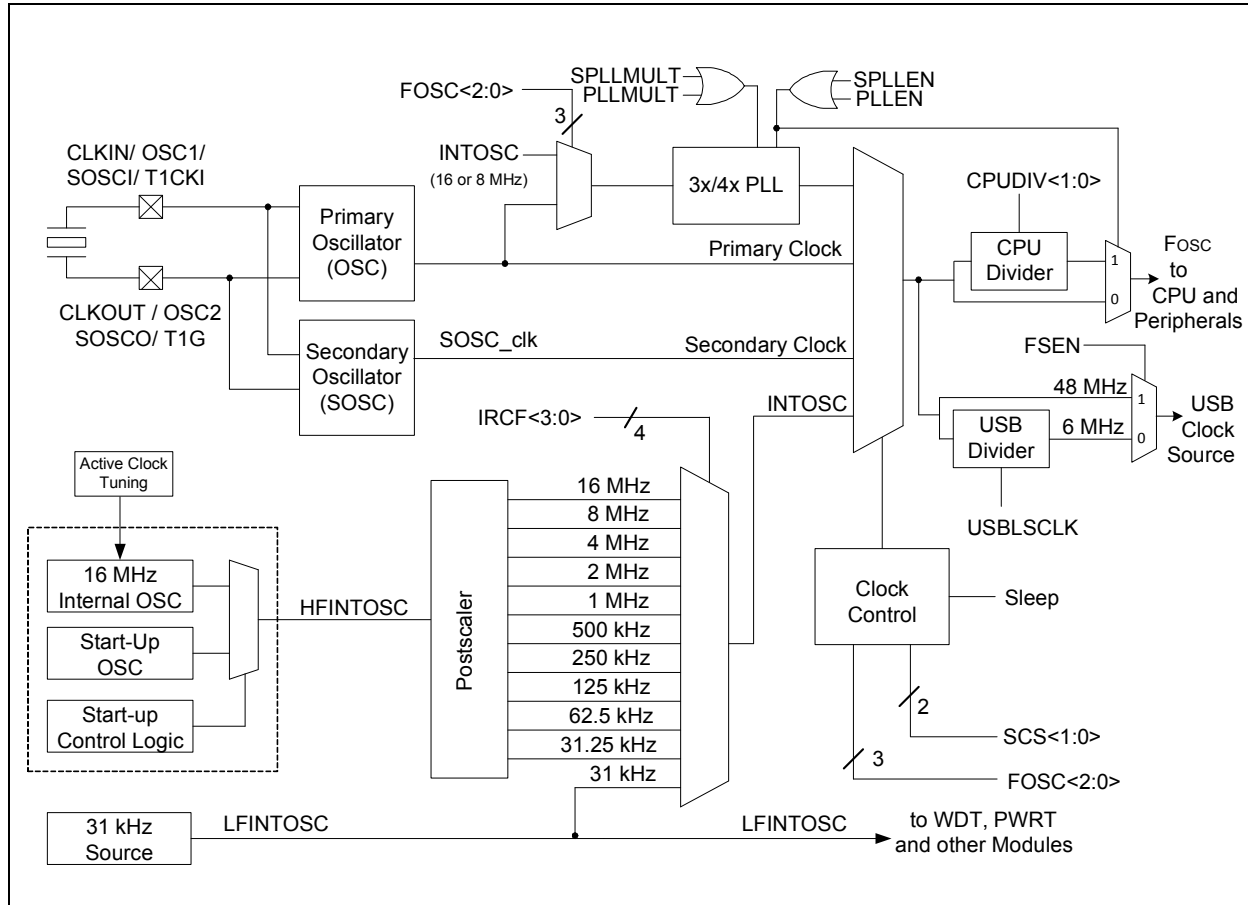 SPLLMULT
PLLMULT
SPLLEN
PLLEN
FOSC<2:0>
3
CLKIN/ OSC1/
SOSCI/ T1CKI
INTOSC
(16 or 8 MHz)
3x/4x PLL
CPUDIV<1:0>
Primary
Oscillator
(OSC)
Primary Clock
CPU
Divider
1
0
FOSC
to
CPU and
Peripherals
CLKOUT / OSC2
SOSCO/ T1G
Secondary
Oscillator
(SOSC)
SOSC_clk
Secondary Clock
FSEN
IRCF<3:0>
4
INTOSC
48 MHz
1
USB
Divider
6 MHz
0
USB
Clock
Source
USBLSCLK
Active Clock
Tuning
16 MHz
Internal OSC
Start-Up
OSC
Start-up
Control Logic
HFINTOSC
Postscaler
16 MHz
8 MHz
4 MHz
2 MHz
1 MHz
500 kHz
250 kHz
125 kHz
62.5 kHz
31.25 kHz
31 kHz
Clock
Control
Sleep
2
SCS<1:0>
3
FOSC<2:0>
31 kHz
Source
LFINTOSC
LFINTOSC
to WDT, PWRT
and other Modules